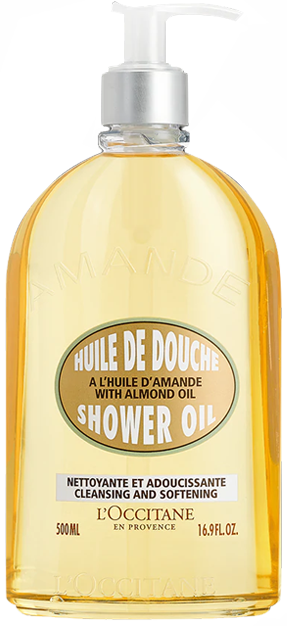 AMANDE
HUILE DE DOUCHE
A L'HUILE D'AMANDE
WITH ALMOND OIL
SHOWER OIL
NETTOYANTE ET ADOUCISSANTE
CLEANSING AND SOFTENING
L'OCCITANE
EN PROVENCE
500ML 16.9FL.OZ.